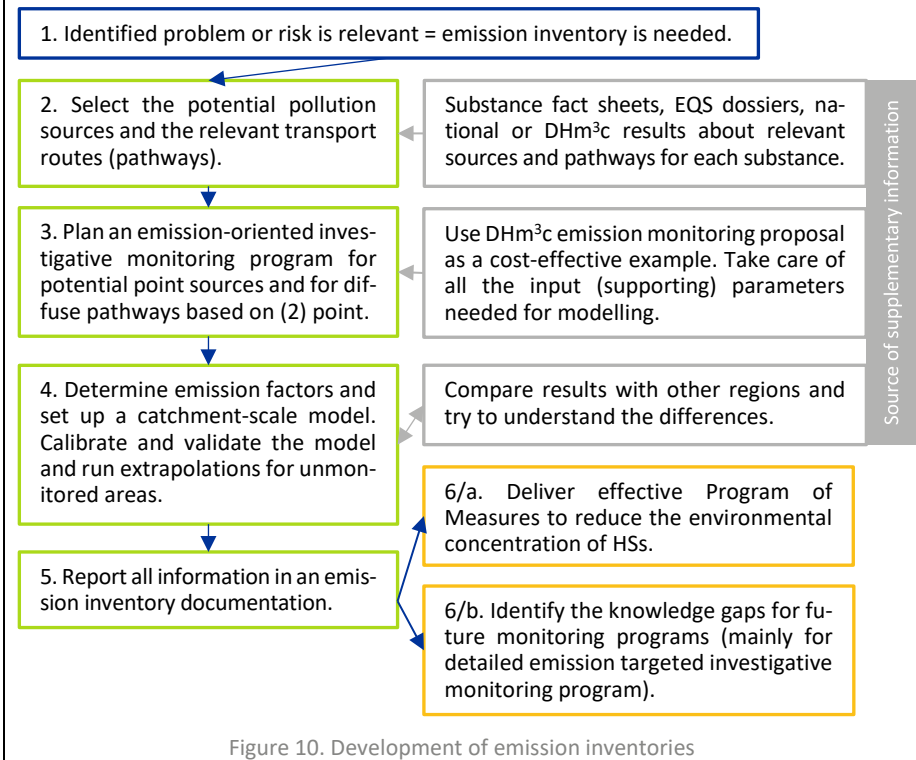 1. Identified problem or risk is relevant = emission inventory is needed.
2. Select the potential pollution
sources and the relevant transport
routes (pathways).
Substance fact sheets, EQS dossiers, na-
tional or DHm³c results about relevant
sources and pathways for each substance.
3. Plan an emission-oriented inves-
tigative monitoring program for
potential point sources and for dif-
fuse pathways based on (2) point.
Use DHm³c emission monitoring proposal
as a cost-effective example. Take care of
all the input (supporting) parameters
needed for modelling.
4. Determine emission factors and
set up a catchment-scale model.
Calibrate and validate the model
and run extrapolations for unmon-
itored areas.
Compare results with other regions and
try to understand the differences.
Source of supplementary information
5. Report all information in an emis-
sion inventory documentation.
6/a. Deliver effective Program of
Measures to reduce the environmental
concentration of HSs.
6/b. Identify the knowledge gaps for fu-
ture monitoring programs (mainly for
detailed emission targeted investigative
monitoring program).
Figure 10. Development of emission inventories